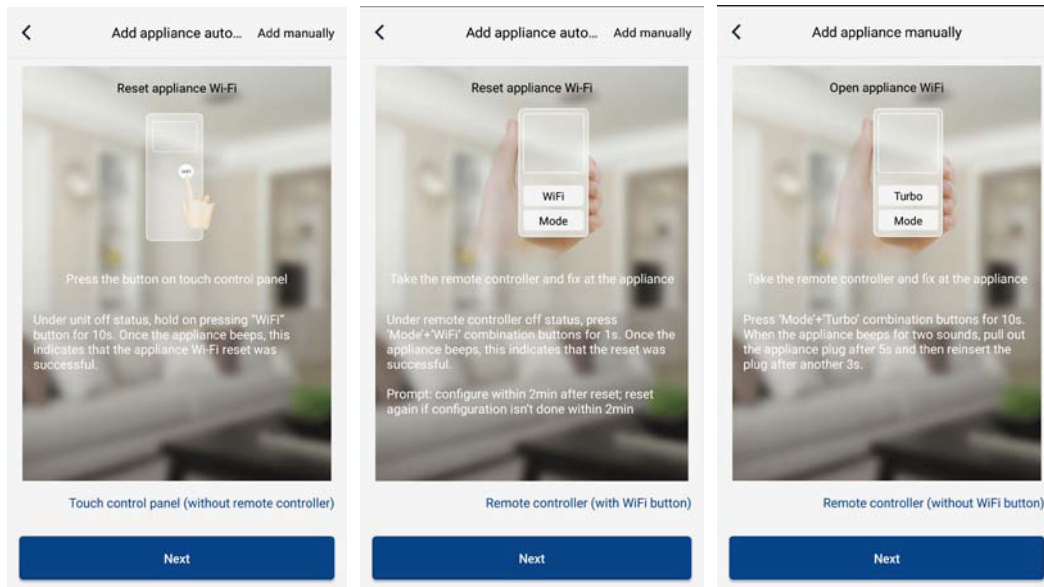 Add appliance auto... Add manually
Reset appliance Wi-Fi
WiFi
Press the button on touch control panel
Under unit off status, hold on pressing "WiFi"
button for 10s. Once the appliance beeps, this
indicates that the appliance Wi-Fi reset was
successful.
Touch control panel (without remote controller)
Next
Add appliance auto... Add manually
Reset appliance Wi-Fi
WiFi
Mode
Take the remote controller and fix at the appliance
Under remote controller off status, press
'Mode'+'WiFi' combination buttons for 1s. Once the
appliance beeps, this indicates that the reset was
successful.
Prompt: configure within 2min after reset; reset
again if configuration isn't done within 2min
Remote controller (with WiFi button)
Next
Add appliance manually
Open appliance WiFi
Turbo
Mode
Take the remote controller and fix at the appliance
Press 'Mode'+'Turbo' combination buttons for 10s.
When the appliance beeps for two sounds, pull out
the appliance plug after 5s and then reinsert the
plug after another 3s.
Remote controller (without WiFi button)
Next